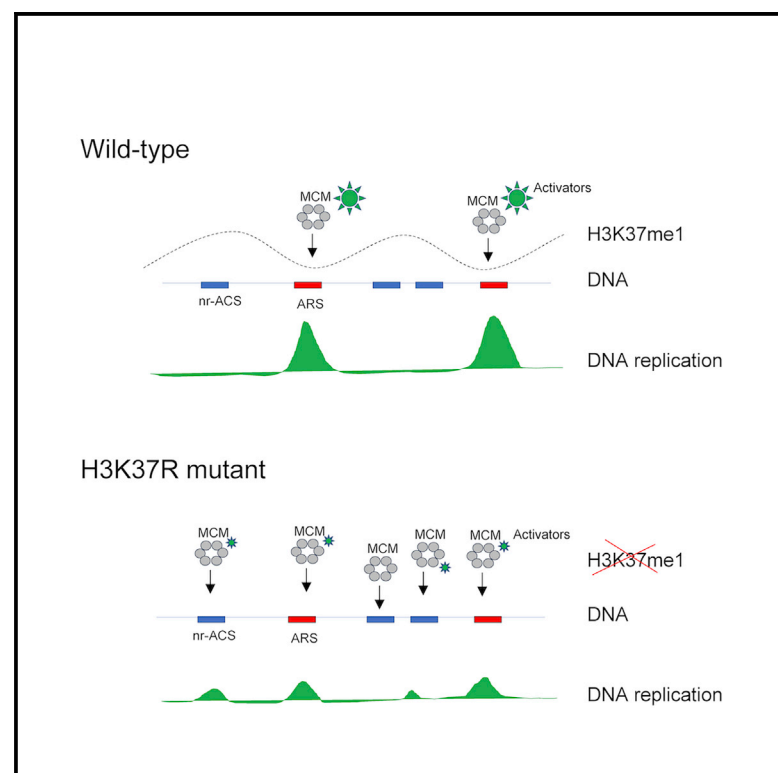 Wild-type
MCM
MCM
Activators
H3K37me1
DNA
nr-ACS
ARS
DNA replication
H3K37R mutant
MCM
MCM
MCM
MCM
MCM
Activators
H3K37me1
DNA
nr-ACS
ARS
DNA replication